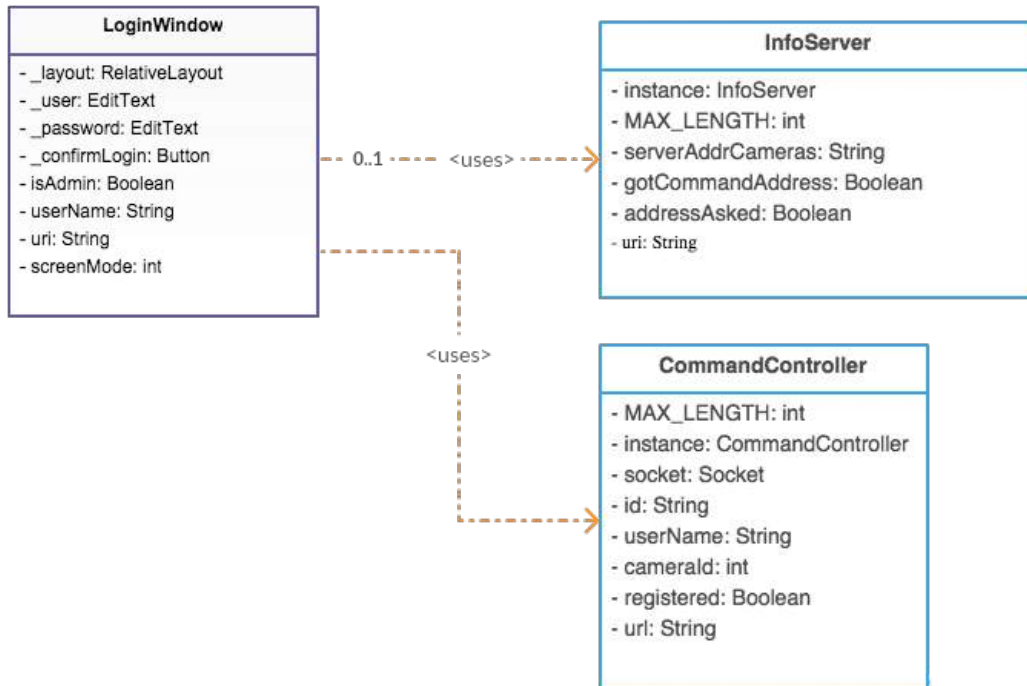 LoginWindow
- _layout: RelativeLayout
- _user: EditText
- _password: EditText
- _confirmLogin: Button
- isAdmin: Boolean
- userName: String
- uri: String
- screenMode: int
0..1
<uses>
InfoServer
- instance: InfoServer
- MAX_LENGTH: int
- serverAddrCameras: String
- gotCommandAddress: Boolean
- addressAsked: Boolean
- uri: String
<uses>
CommandController
- MAX_LENGTH: int
- instance: CommandController
- socket: Socket
- id: String
- userName: String
- cameraId: int
- registered: Boolean
- url: String